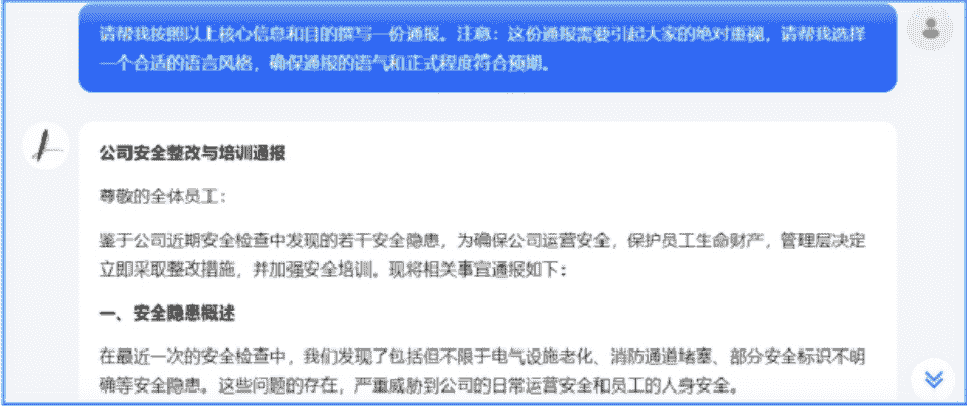 请帮我按照以上核心信息和目的撰写一份通报。注意：这份通报需要引起大家的绝对重视，请帮我选择
一个合适的语言风格，确保通报的语气和正式程度符合预期。
公司安全整改与培训通报
尊敬的全体员工：
鉴于公司近期安全检查中发现的若干安全隐患，为确保公司运营安全，保护员工生命财产，管理层决定
立即采取整改措施，并加强安全培训。现将相关事宜通报如下：
一、安全隐患概述
在最近一次的安全检查中，我们发现了包括但不限于电气设施老化、消防通道堵塞、部分安全标识不明
确等安全隐患。这些问题的存在，严重威胁到公司的日常运营安全和员工的人身安全。